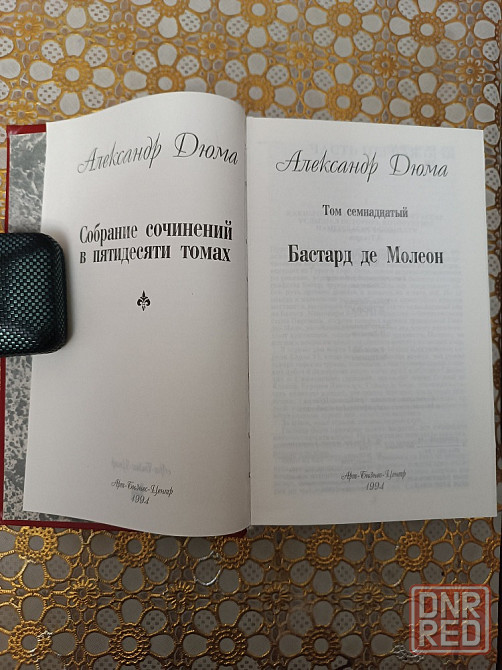 Александр Дюма
Собрание сочинений
в пятидесяти томах
Арт-Бизнес-Центр
1994
Александр Дюма
Том семнадцатый
Бастард де Молеон
Арт-Бизнес-Центр
1994
DNR
RED